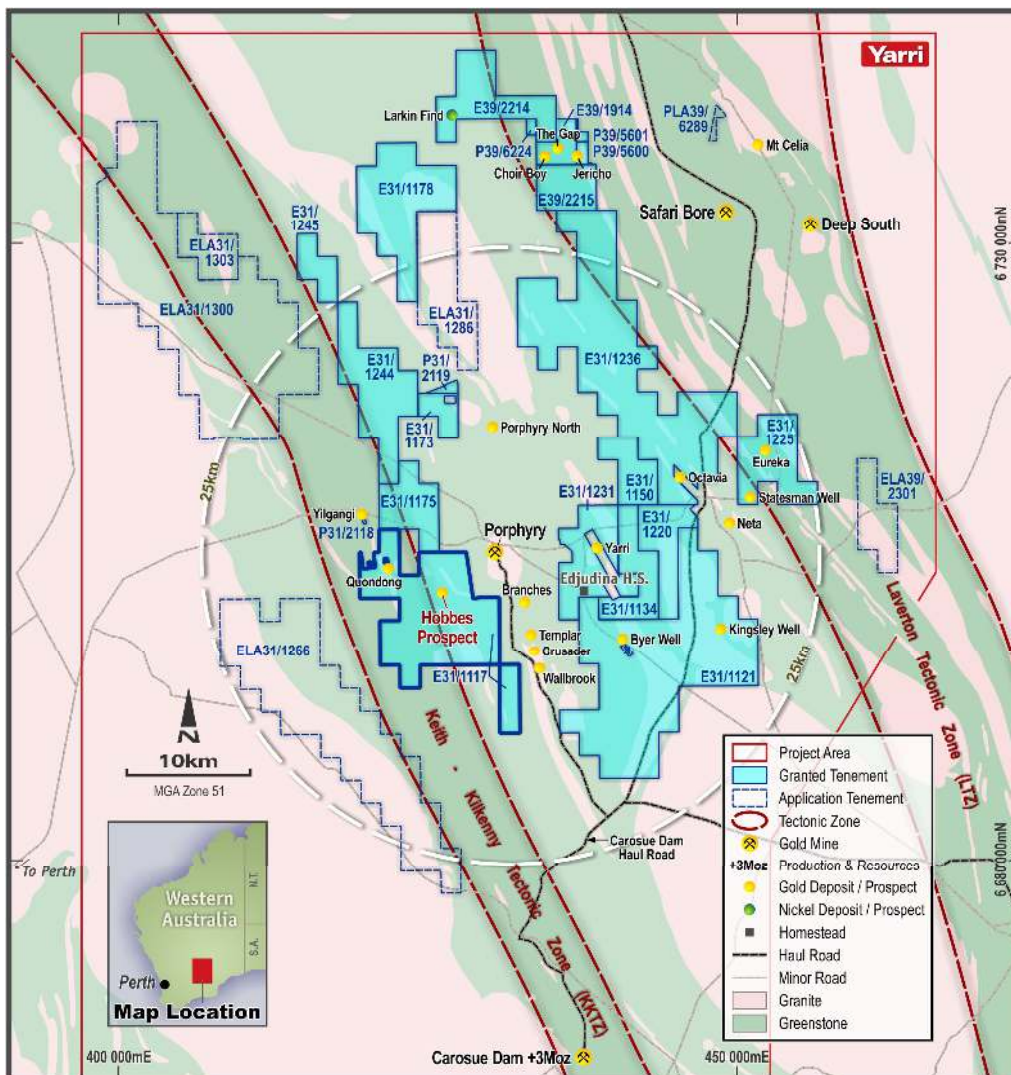 Yarri
E39/2214
E39/1914
PLA39/
6289
Larkin Find
The Gap
P39/5601
P39/6224
P39/5600
Mt Celia
Choir Boy
Jericho
E31/1178
E39/2215
Safari Bore
Deep South
E31/
1245
ELA31/
1303
6 730 000mN
ELA31/1300
ELA31/
1286
E31/
1244
P31/
2119
E31/1236
E31/
1173
Porphyry North
E31/
1225
Eureka
25km
E31/1231
E31/
1150
Octavia
ELA39/
2301
Statesman Well
E31/1175
E31/
1220
Neta
Yilgangi
P31/2118
Porphyry
Yarri
Quondong
Edjudina H.S.
Branches
E31/1134
Hobbes
Prospect
Templar
Crusader
Byer Well
Kingsley Well
ELA31/1266
Wallbrook
E31/1117
E31/1121
25km
Laverton Tectonic Zone (LTZ)
Keith - Kilkenny Tectonic Zone (KKTZ)
N
10km
MGA Zone 51
Project Area
Granted Tenement
Application Tenement
Tectonic Zone
Gold Mine
+3Moz Production & Resources
Gold Deposit / Prospect
Nickel Deposit / Prospect
Homestead
Haul Road
Minor Road
Granite
Greenstone
Carosue Dam
Haul Road
To Perth
6 680 000mN
Western
Australia
N.T.
S.A.
Perth
Map Location
400 000mE
Carosue Dam +3Moz
450 000mE